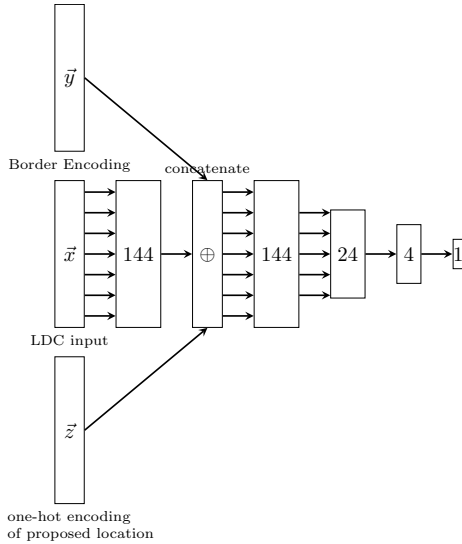 y⃗
Border Encoding
concatenate
x⃗
144
⊕
144
24
4
1
LDC input
z⃗
one-hot encoding
of proposed location